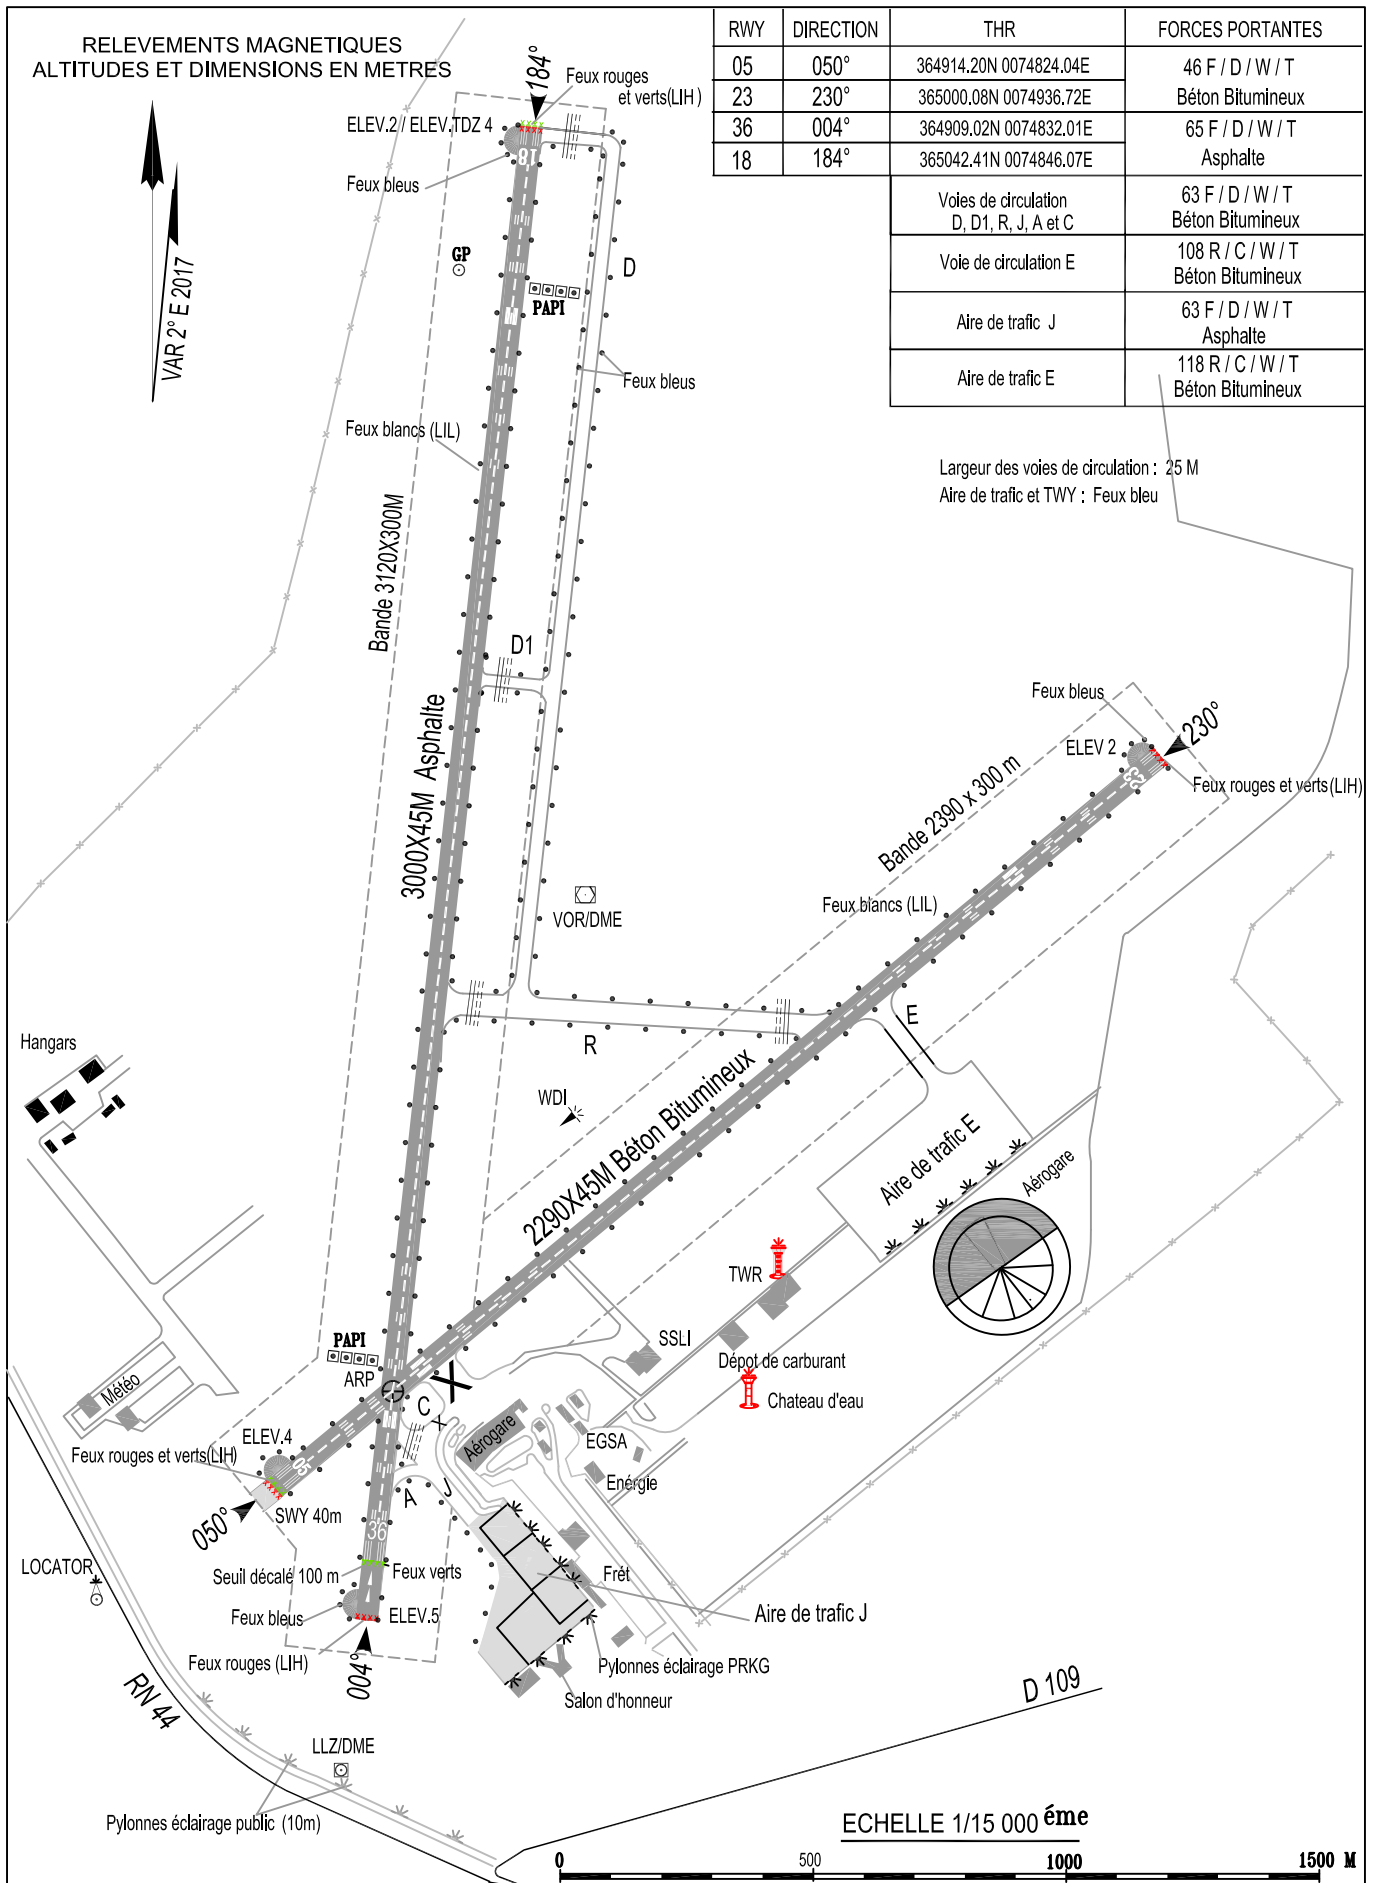 RELEVEMENTS MAGNETIQUES
ALTITUDES ET DIMENSIONS EN METRES
VAR 2° E 2017
RWY DIRECTION THR FORCES PORTANTES
05 050° 364914.20N 0074824.04E 46 F / D / W / T
23 230° 365000.08N 0074936.72E Béton Bitumineux
36 004° 364909.02N 0074832.01E 65 F / D / W / T
18 184° 365042.41N 0074846.07E Asphalte
Voies de circulation 63 F / D / W / T
D, D1, R, J, A et C Béton Bitumineux
Voie de circulation E 108 R / C / W / T
Béton Bitumineux
Aire de trafic J 63 F / D / W / T
Asphalte
Aire de trafic E 118 R / C / W / T
Béton Bitumineux
Largeur des voies de circulation : 25 M
Aire de trafic et TWY : Feux bleu
184°
Feux rouges
et verts(LIH)
ELEV.2 / ELEV.TDZ 4
18
Feux bleus
GP
D
PAPI
Feux bleus
Feux blancs (LIL)
Bande 3120X300M
D1
3000X45M Asphalte
Feux bleus
ELEV 2
230°
23
Feux rouges et verts(LIH)
Bande 2390 x 300 m
Feux blancs (LIL)
VOR/DME
E
R
Hangars
WDI
2290X45M Béton Bitumineux
Aire de trafic E
Aérogare
TWR
SSLI
Dépot de carburant
Chateau d'eau
PAPI
ARP
Météo
C
X
X
Aérogare
EGSA
Energie
ELEV.4
Feux rouges et verts(LIH)
05
SWY 40m
050°
A
J
36
LOCATOR
Seuil décalé 100 m
Feux verts
Frêt
Feux bleus
ELEV.5
Aire de trafic J
Feux rouges (LIH)
004°
Pylonnes éclairage PRKG
Salon d'honneur
RN 44
D 109
LLZ/DME
Pylonnes éclairage public (10m)
ECHELLE 1/15 000 éme
0 500 1000 1500 M